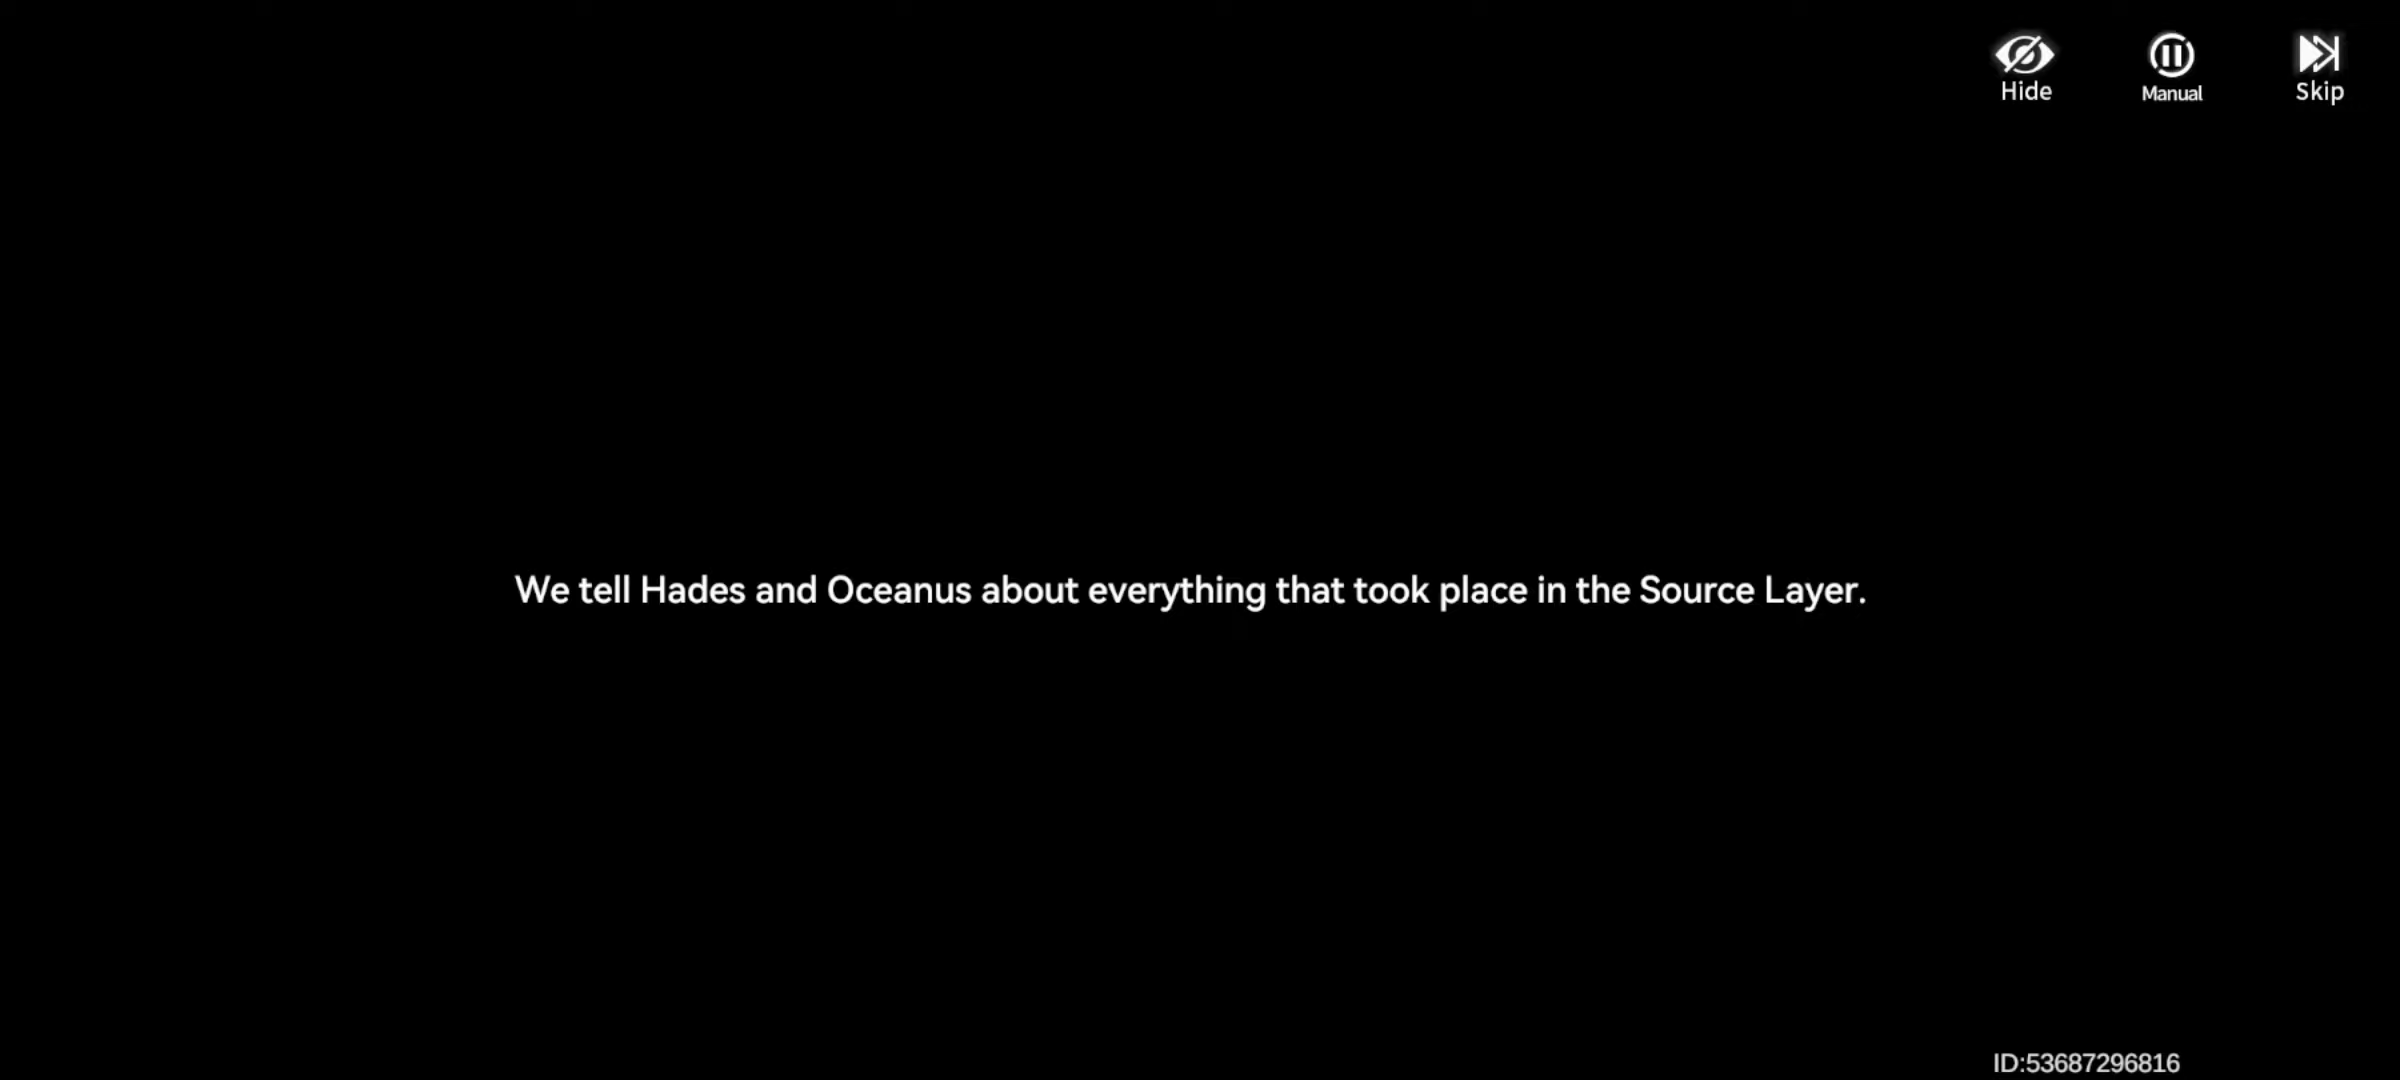 Hide
Manual
Skip
We tell Hades and Oceanus about everything that took place in the Source Layer.
ID:53687296816